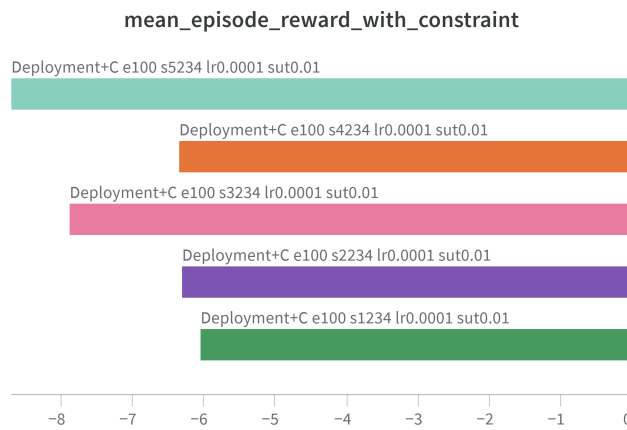 mean_episode_reward_with_constraint
Deployment+C e100 s5234 lr0.0001 sut0.01
Deployment+C e100 s4234 lr0.0001 sut0.01
Deployment+C e100 s3234 lr0.0001 sut0.01
Deployment+C e100 s2234 lr0.0001 sut0.01
Deployment+C e100 s1234 lr0.0001 sut0.01
−8 −7 −6 −5 −4 −3 −2 −1 0